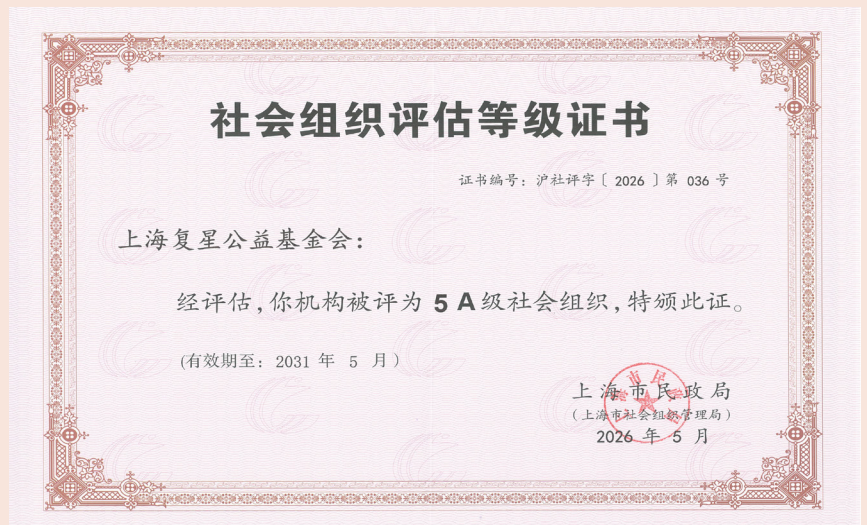 社会组织评估等级证书
证书编号：沪社评字〔 2026 〕第 036 号
上海复星公益基金会：
经评估，你机构被评为 5 A级社会组织，特颁此证。
(有效期至：2031 年 5 月）
上海市民政局
（上海市社会组织管理局）
2026 年 5 月